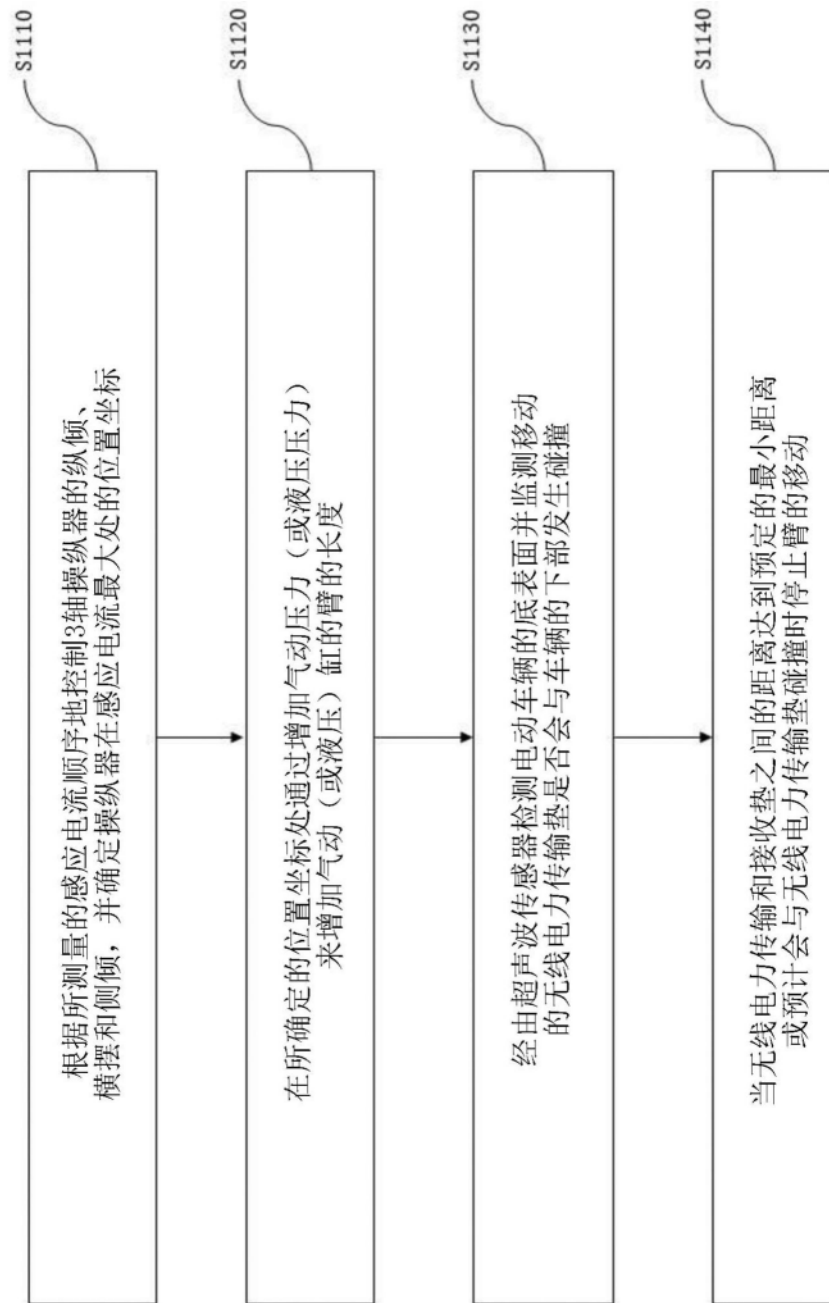 S1110
根据所测量的感应电流顺序地控制3轴操纵器的纵倾、
横摆和侧倾，并确定操纵器在感应电流最大处的位置坐标
S1120
在所确定的位置坐标处通过增加气动压力（或液压压力）
来增加气动（或液压）缸的臂的长度
S1130
经由超声波传感器检测电动车辆的底表面并监测移动
的无线电力传输垫是否会与车辆的下部发生碰撞
S1140
当无线电力传输和接收垫之间的距离达到预定的最小距离
或预计会与无线电力传输垫碰撞时停止臂的移动